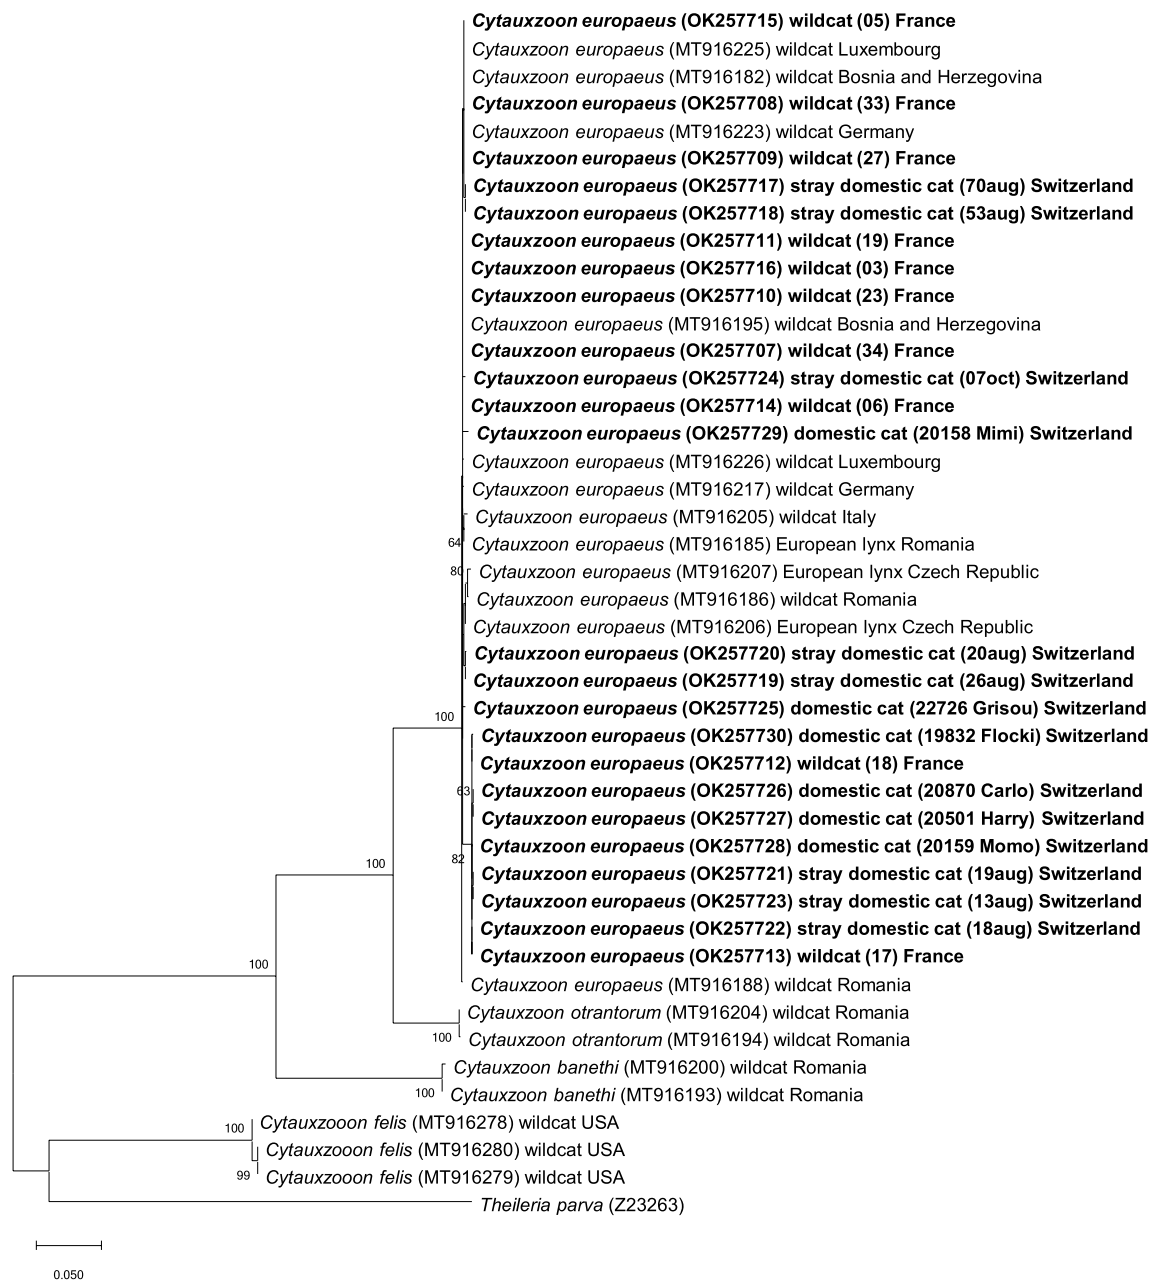 Cytauxzoon europaeus (OK257715) wildcat (05) France
Cytauxzoon europaeus (MT916225) wildcat Luxembourg
Cytauxzoon europaeus (MT916182) wildcat Bosnia and Herzegovina
Cytauxzoon europaeus (OK257708) wildcat (33) France
Cytauxzoon europaeus (MT916223) wildcat Germany
Cytauxzoon europaeus (OK257709) wildcat (27) France
Cytauxzoon europaeus (OK257717) stray domestic cat (70aug) Switzerland
Cytauxzoon europaeus (OK257718) stray domestic cat (53aug) Switzerland
Cytauxzoon europaeus (OK257711) wildcat (19) France
Cytauxzoon europaeus (OK257716) wildcat (03) France
Cytauxzoon europaeus (OK257710) wildcat (23) France
Cytauxzoon europaeus (MT916195) wildcat Bosnia and Herzegovina
Cytauxzoon europaeus (OK257707) wildcat (34) France
Cytauxzoon europaeus (OK257724) stray domestic cat (07oct) Switzerland
Cytauxzoon europaeus (OK257714) wildcat (06) France
Cytauxzoon europaeus (OK257729) domestic cat (20158 Mimi) Switzerland
Cytauxzoon europaeus (MT916226) wildcat Luxembourg
Cytauxzoon europaeus (MT916217) wildcat Germany
Cytauxzoon europaeus (MT916205) wildcat Italy
64
Cytauxzoon europaeus (MT916185) European lynx Romania
80
Cytauxzoon europaeus (MT916207) European lynx Czech Republic
Cytauxzoon europaeus (MT916186) wildcat Romania
Cytauxzoon europaeus (MT916206) European lynx Czech Republic
Cytauxzoon europaeus (OK257720) stray domestic cat (20aug) Switzerland
Cytauxzoon europaeus (OK257719) stray domestic cat (26aug) Switzerland
Cytauxzoon europaeus (OK257725) domestic cat (22726 Grisou) Switzerland
100
Cytauxzoon europaeus (OK257730) domestic cat (19832 Flocki) Switzerland
Cytauxzoon europaeus (OK257712) wildcat (18) France
63
Cytauxzoon europaeus (OK257726) domestic cat (20870 Carlo) Switzerland
Cytauxzoon europaeus (OK257727) domestic cat (20501 Harry) Switzerland
Cytauxzoon europaeus (OK257728) domestic cat (20159 Momo) Switzerland
82
100
Cytauxzoon europaeus (OK257721) stray domestic cat (19aug) Switzerland
Cytauxzoon europaeus (OK257723) stray domestic cat (13aug) Switzerland
Cytauxzoon europaeus (OK257722) stray domestic cat (18aug) Switzerland
Cytauxzoon europaeus (OK257713) wildcat (17) France
100
Cytauxzoon europaeus (MT916188) wildcat Romania
Cytauxzoon otrantorum (MT916204) wildcat Romania
100
Cytauxzoon otrantorum (MT916194) wildcat Romania
Cytauxzoon banethi (MT916200) wildcat Romania
100
Cytauxzoon banethi (MT916193) wildcat Romania
100
Cytauxzooon felis (MT916278) wildcat USA
Cytauxzooon felis (MT916280) wildcat USA
99
Cytauxzooon felis (MT916279) wildcat USA
Theileria parva (Z23263)
0.050